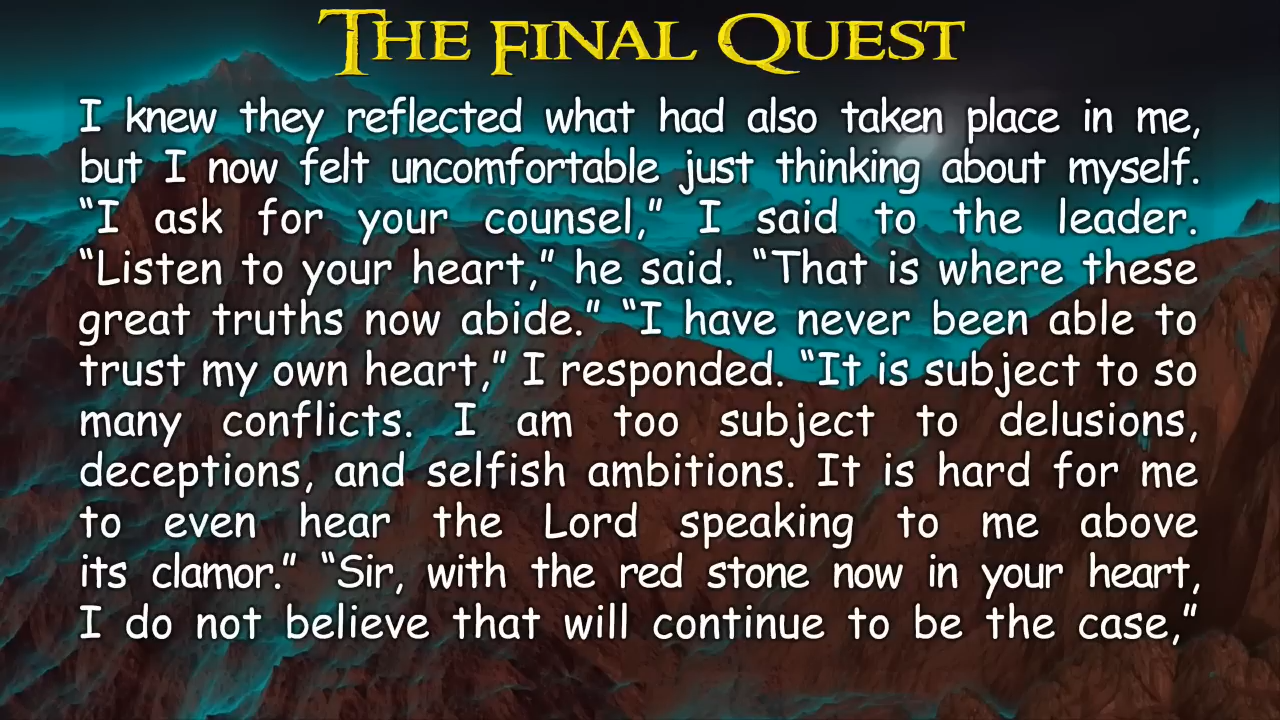 The Final Quest
I knew they reflected what had also taken place in me,
but I now felt uncomfortable just thinking about myself.
“I ask for your counsel,” I said to the leader.
“Listen to your heart,” he said. “That is where these
great truths now abide.” “I have never been able to
trust my own heart,” I responded. “It is subject to so
many conflicts. I am too subject to delusions,
deceptions, and selfish ambitions. It is hard for me
to even hear the Lord speaking to me above
its clamor.” “Sir, with the red stone now in your heart,
I do not believe that will continue to be the case,”